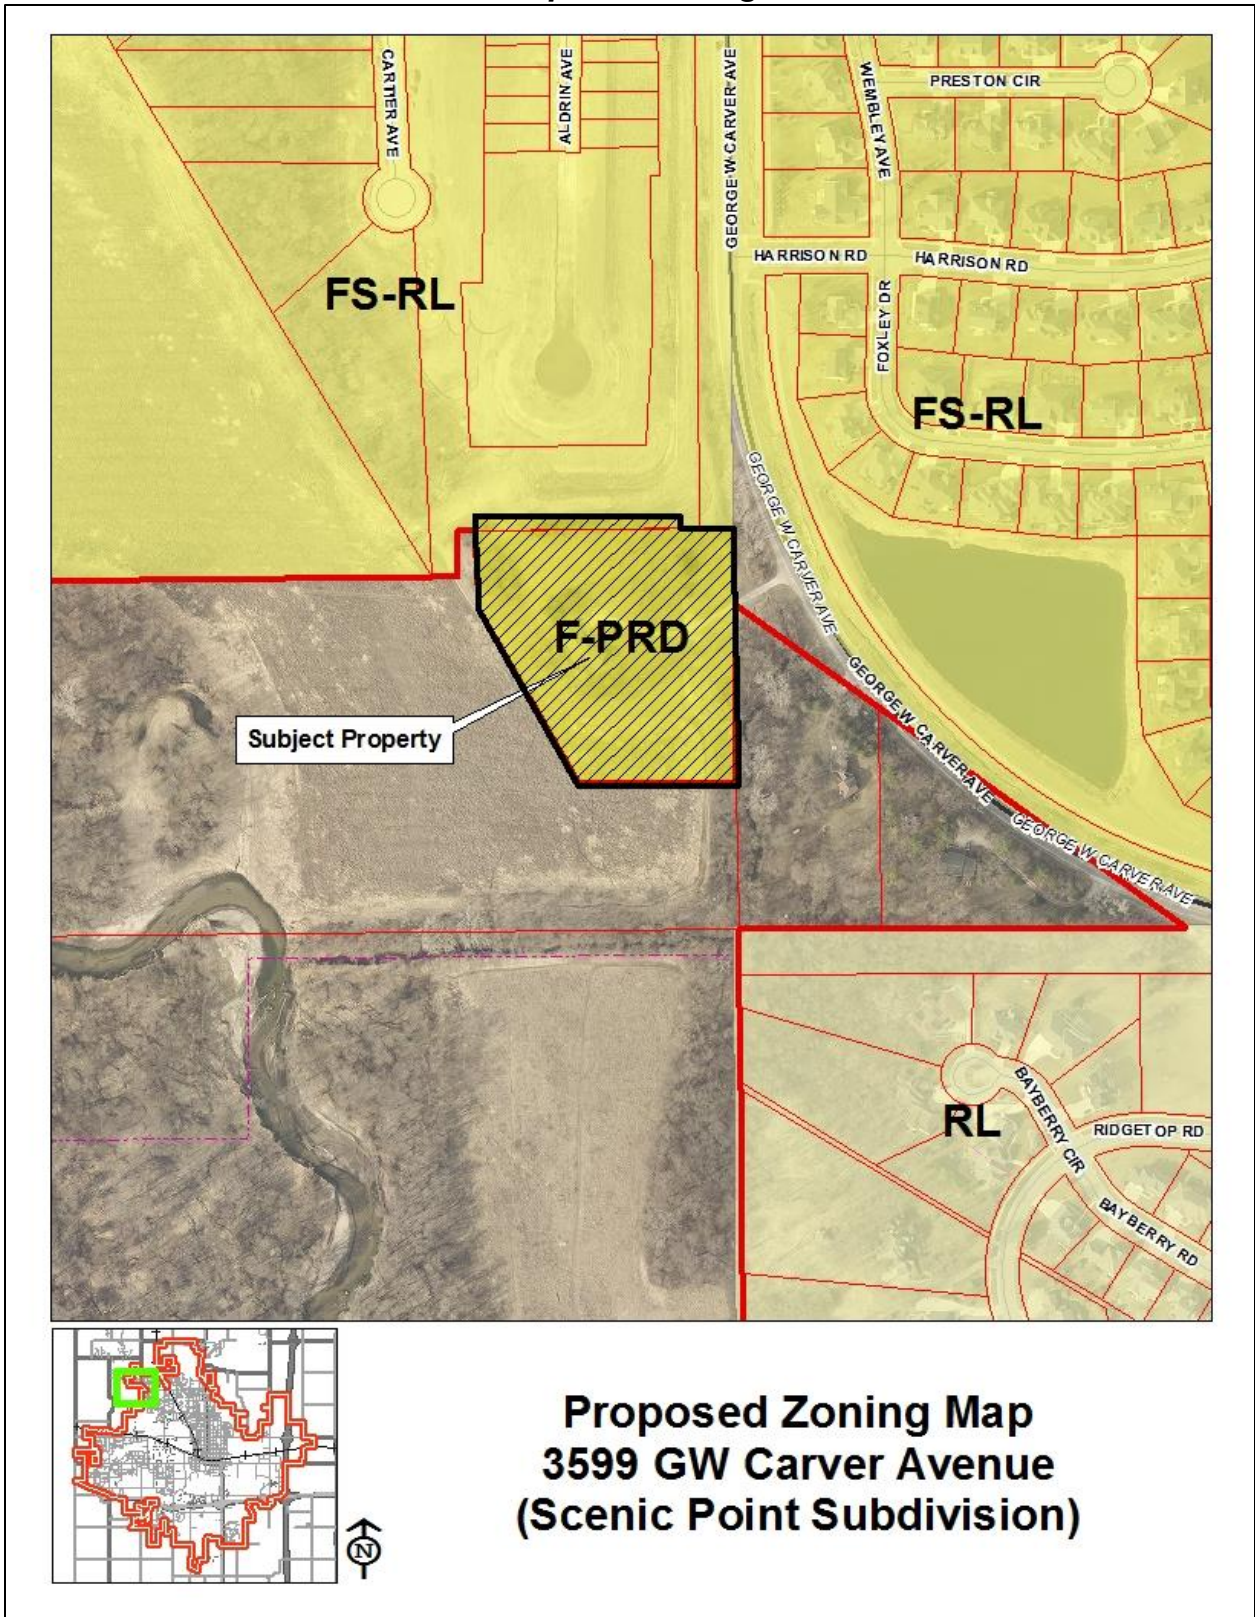 CARTIER AVE
ALDRIN AVE
GEORGE W CARVER AVE
WEMBLEY AVE
PRESTON CIR
HARRISON RD
HARRISON RD
FOXLEY DR
FS-RL
FS-RL
GEORGE W CARVER AVE
F-PRD
Subject Property
GEORGE W CARVER AVE
GEORGE W CARVER AVE
BAYBERRY CIR
RL
RIDGETOP RD
BAYBERRY RD
N
Proposed Zoning Map
3599 GW Carver Avenue
(Scenic Point Subdivision)